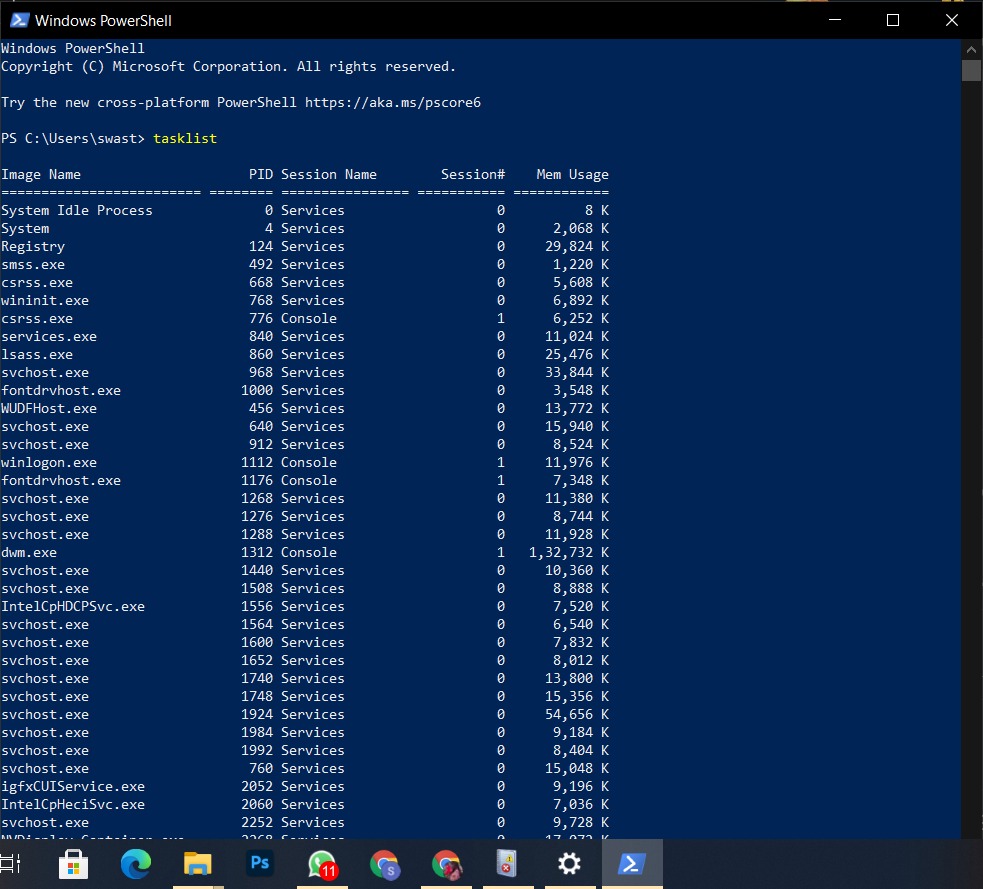 Windows PowerShell
Windows PowerShell
Copyright (C) Microsoft Corporation. All rights reserved.
Try the new cross-platform PowerShell https://aka.ms/pscore6
PS C:\Users\swast> tasklist
Image Name                     PID Session Name        Session#    Mem Usage
========================= ======== ================ =========== ============
System Idle Process              0 Services                   0          8 K
System                           4 Services                   0      2,068 K
Registry                       124 Services                   0     29,824 K
smss.exe                       492 Services                   0      1,220 K
csrss.exe                      668 Services                   0      5,608 K
wininit.exe                    768 Services                   0      6,892 K
csrss.exe                      776 Console                    1      6,252 K
services.exe                   840 Services                   0     11,024 K
lsass.exe                      860 Services                   0     25,476 K
svchost.exe                    968 Services                   0     33,844 K
fontdrvhost.exe               1000 Services                   0      3,548 K
WUDFHost.exe                   456 Services                   0     13,772 K
svchost.exe                    640 Services                   0     15,940 K
svchost.exe                    912 Services                   0      8,524 K
winlogon.exe                  1112 Console                    1     11,976 K
fontdrvhost.exe               1176 Console                    1      7,348 K
svchost.exe                   1268 Services                   0     11,380 K
svchost.exe                   1276 Services                   0      8,744 K
svchost.exe                   1288 Services                   0     11,928 K
dwm.exe                       1312 Console                    1   1,32,732 K
svchost.exe                   1440 Services                   0     10,360 K
svchost.exe                   1508 Services                   0      8,888 K
IntelCpHDCPSvc.exe            1556 Services                   0      7,520 K
svchost.exe                   1564 Services                   0      6,540 K
svchost.exe                   1600 Services                   0      7,832 K
svchost.exe                   1652 Services                   0      8,012 K
svchost.exe                   1740 Services                   0     13,800 K
svchost.exe                   1748 Services                   0     15,356 K
svchost.exe                   1924 Services                   0     54,656 K
svchost.exe                   1984 Services                   0      9,184 K
svchost.exe                   1992 Services                   0      8,404 K
svchost.exe                    760 Services                   0     15,048 K
igfxCUIService.exe            2052 Services                   0      9,196 K
IntelCpHeciSvc.exe            2060 Services                   0      7,036 K
svchost.exe                   2252 Services                   0      9,728 K
Ps 11 S